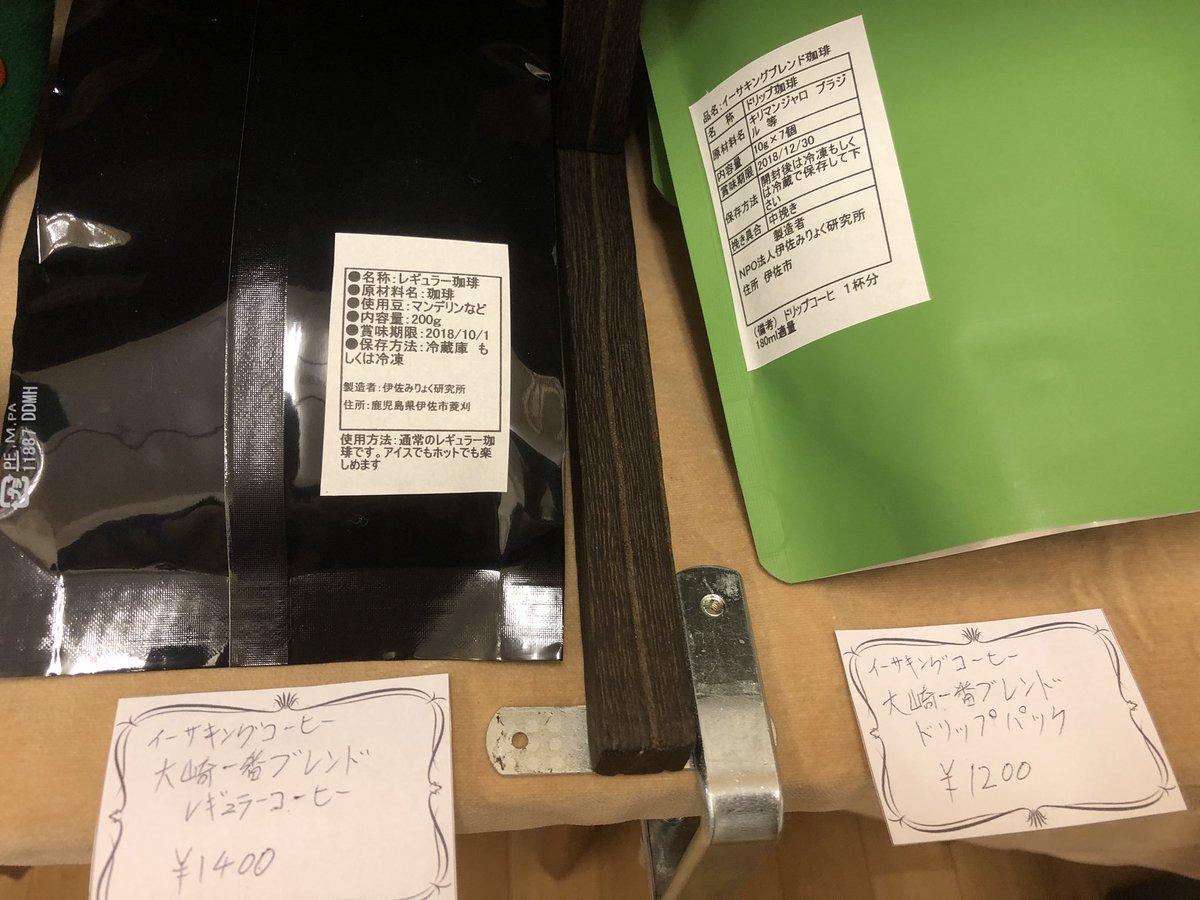 ●名称：レギュラー珈琲
●原材料名：珈琲
●使用豆：マンデリンなど
●内容量：200g
●賞味期限：2018/10/1
●保存方法：冷蔵庫　も
しくは冷凍
製造者：伊佐みりょく研究所
住所：鹿児島県伊佐市菱刈
使用方法：通常のレギュラー珈
琲です。アイスでもホットでも楽
しめます
PE,M,PA
11887 DDMH
品名：イーサキングブレンド珈琲
名　称　ドリップ珈琲
原材料名　キリマンジャロ　ブラジ
ル　等
内容量　10g×7個
賞味期限　2018/12/30
保存方法　開封後は冷凍もしく
は冷蔵で保存して下
さい
挽き具合　中挽き
製造者
NPO法人伊佐みりょく研究所
住所　伊佐市
（備考）　ドリップコーヒ　１杯分
180ml適量
イーサキングコーヒー
大崎一番ブレンド
レギュラーコーヒー
¥1400
イーサキングコーヒー
大崎一番ブレンド
ドリップパック
¥1200